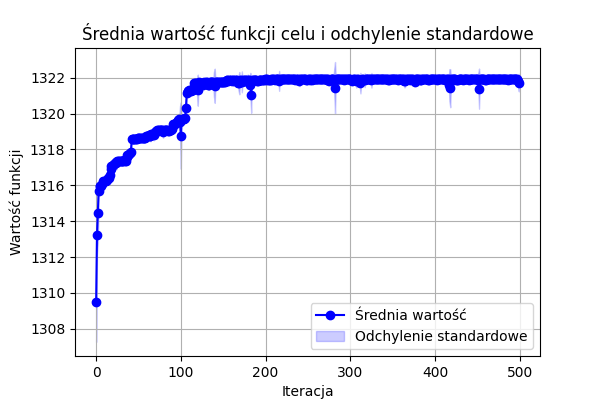 Średnia wartość funkcji celu i odchylenie standardowe
Wartość funkcji
1322
1320
1318
1316
1314
1312
1310
1308
0 100 200 300 400 500
Iteracja
Średnia wartość
Odchylenie standardowe